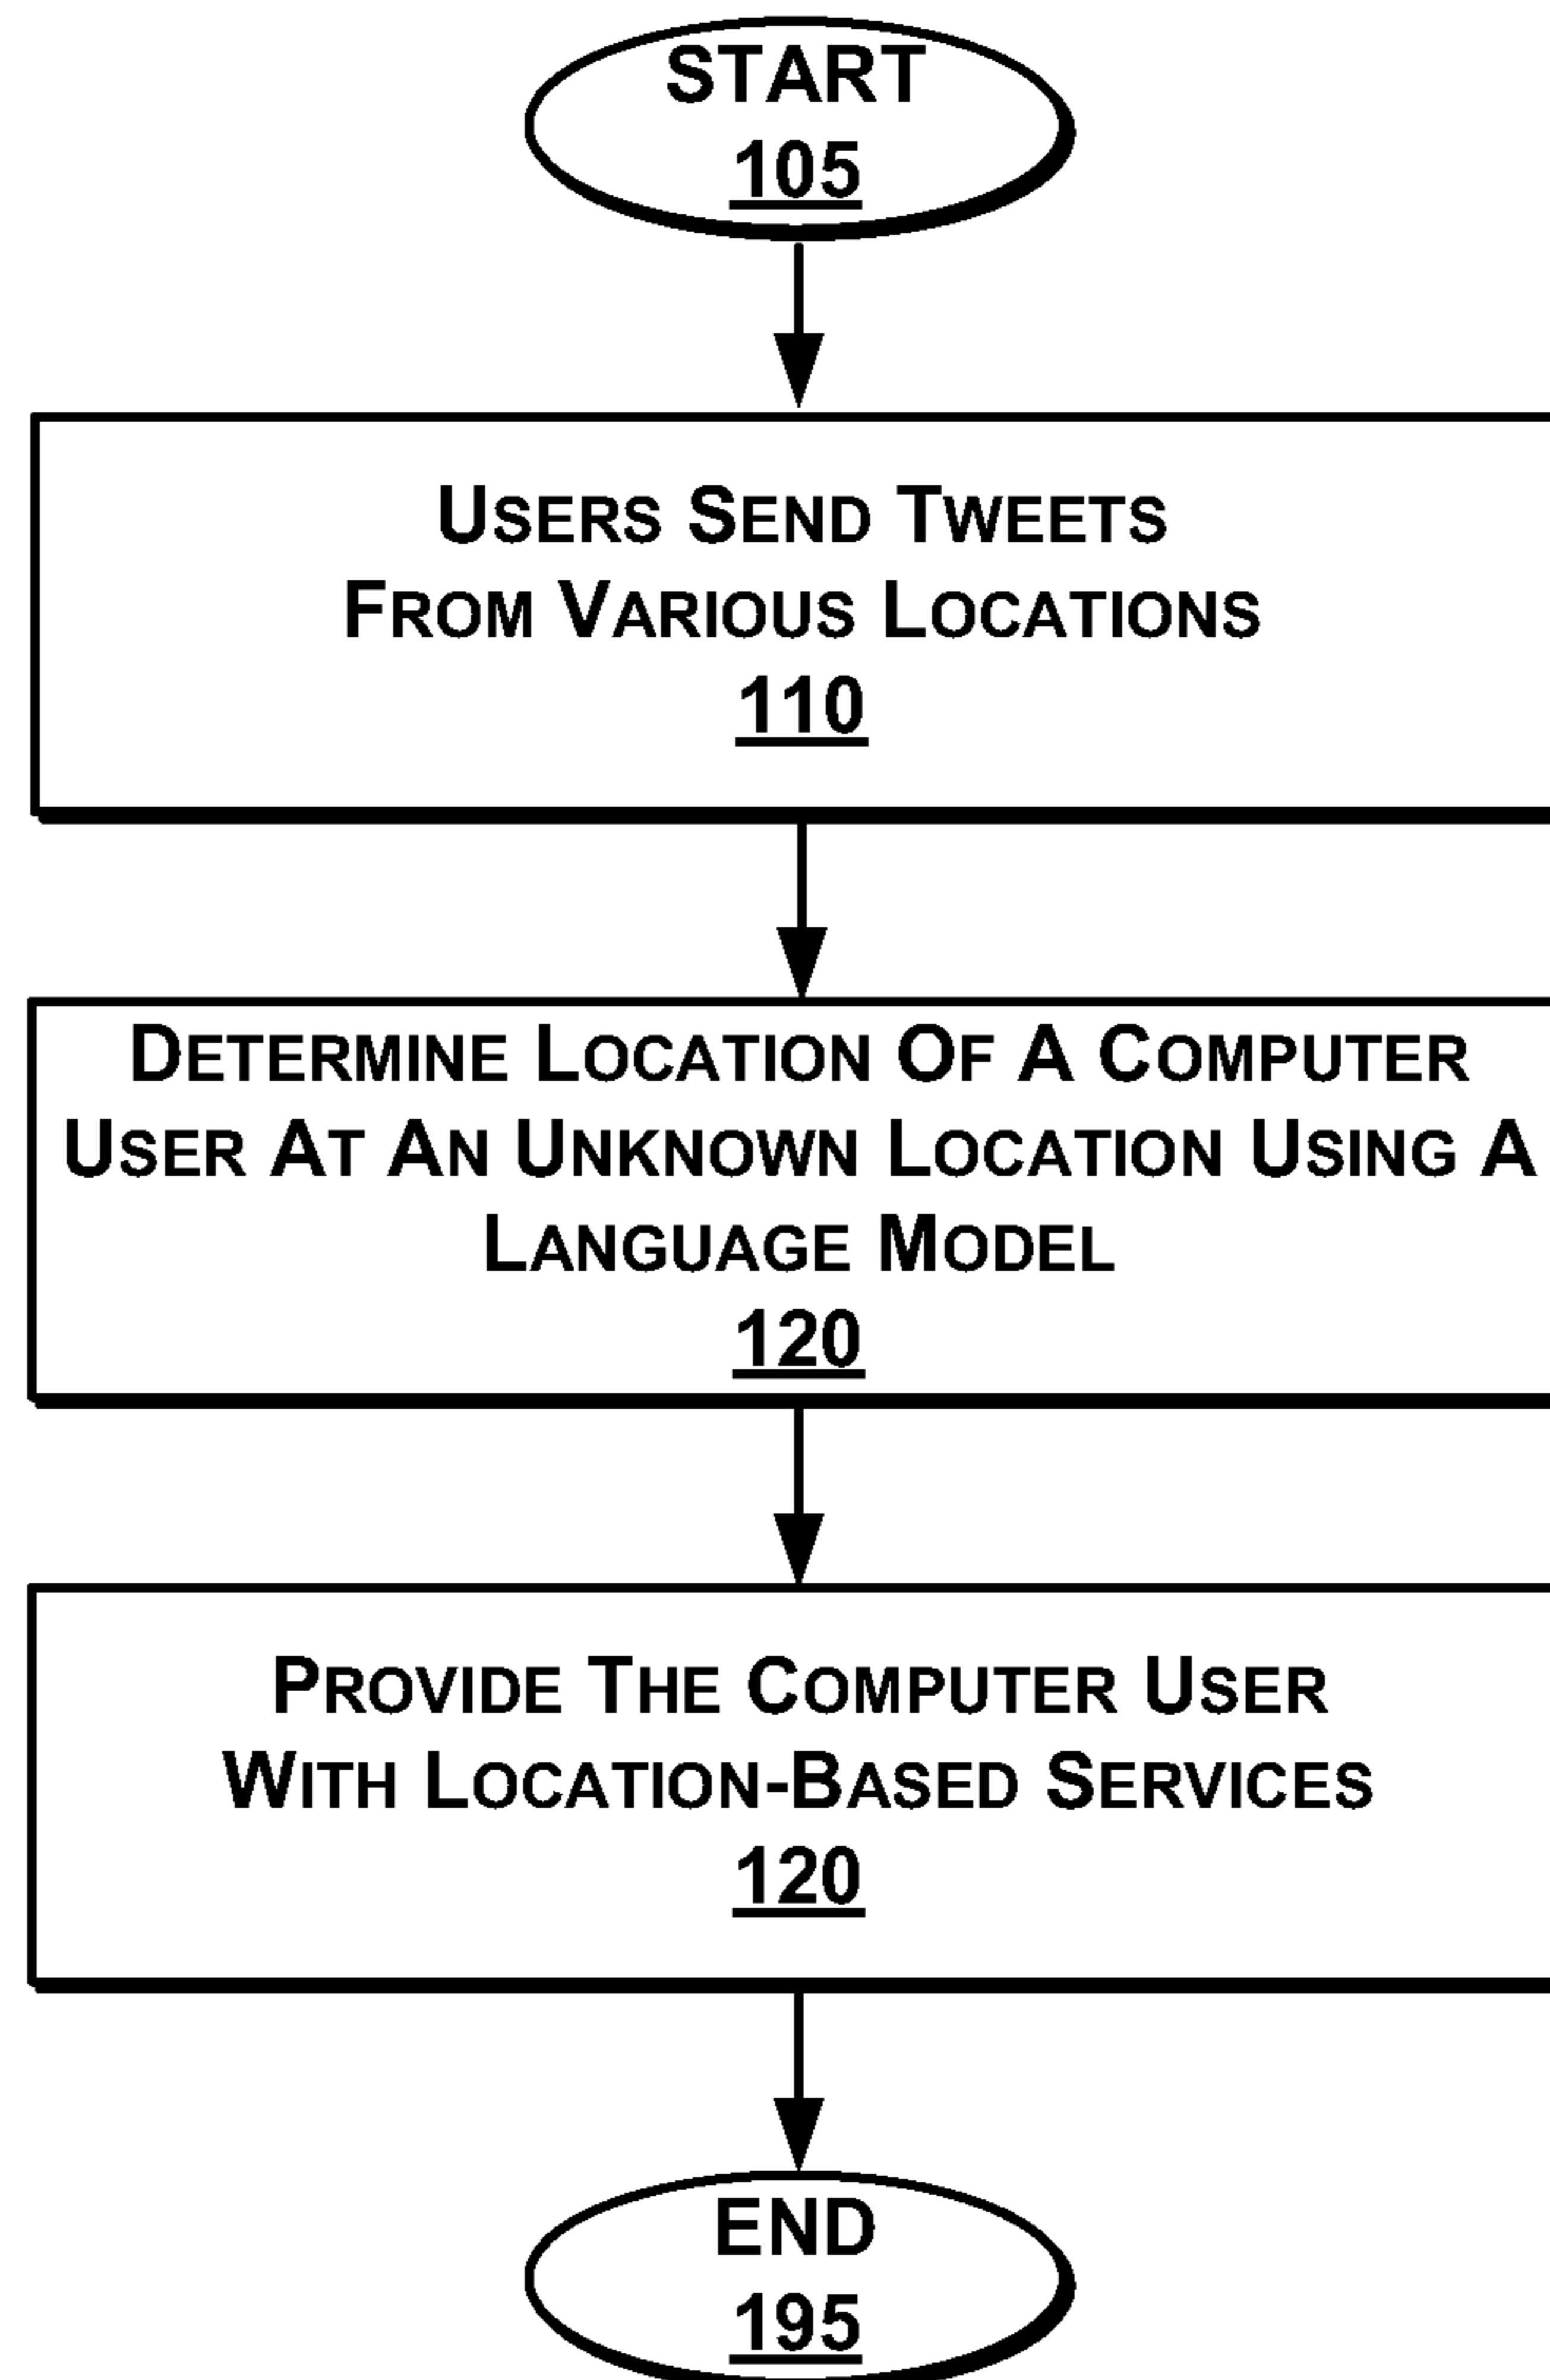 START
105
USERS SEND TWEETS
FROM VARIOUS LOCATIONS
110
DETERMINE LOCATION OF A COMPUTER
USER AT AN UNKNOWN LOCATION USING A
LANGUAGE MODEL
120
PROVIDE THE COMPUTER USER
WITH LOCATION-BASED SERVICES
120
END
195